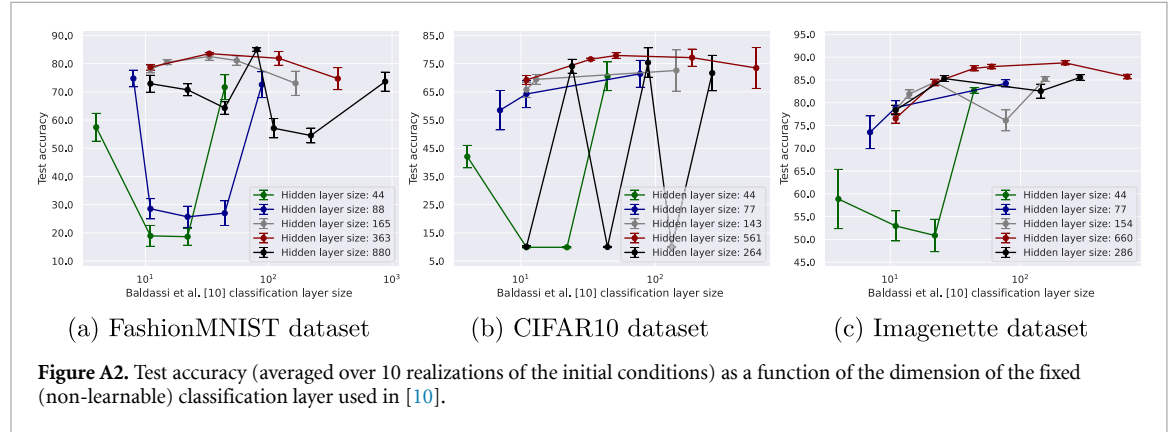 90.0
80.0
70.0
60.0
50.0
40.0
30.0
20.0
10.0
Test accuracy
Hidden layer size: 44
Hidden layer size: 88
Hidden layer size: 165
Hidden layer size: 363
Hidden layer size: 880
10¹ 10² 10³
Baldassi et al. [10] classification layer size
(a) FashionMNIST dataset
85.0
75.0
65.0
55.0
45.0
35.0
25.0
15.0
5.0
Test accuracy
Hidden layer size: 44
Hidden layer size: 77
Hidden layer size: 143
Hidden layer size: 561
Hidden layer size: 264
10¹ 10²
Baldassi et al. [10] classification layer size
(b) CIFAR10 dataset
95.0
90.0
85.0
80.0
75.0
70.0
65.0
60.0
55.0
50.0
45.0
Test accuracy
Hidden layer size: 44
Hidden layer size: 77
Hidden layer size: 154
Hidden layer size: 660
Hidden layer size: 286
10¹ 10²
Baldassi et al. [10] classification layer size
(c) Imagenette dataset
Figure A2. Test accuracy (averaged over 10 realizations of the initial conditions) as a function of the dimension of the fixed
(non-learnable) classification layer used in [10].